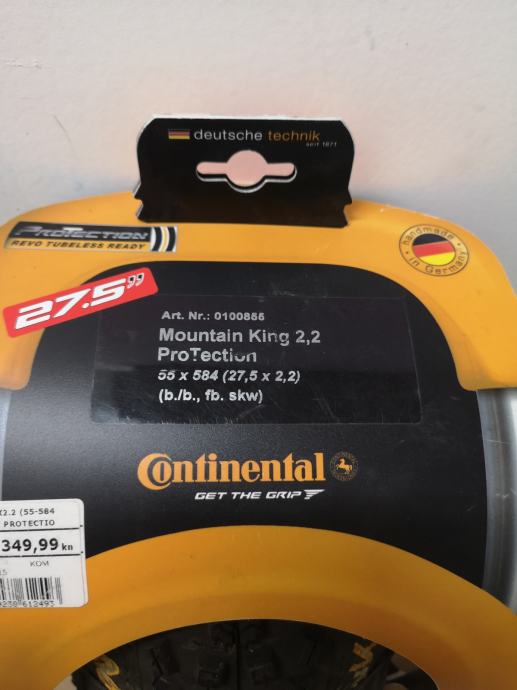 deutsche technik
seit 1871
PROTECTION
REVO TUBELESS READY
handmade
in Germany
27.5"
Art. Nr.: 0100855
Mountain King 2,2
ProTection
55 x 584 (27,5 x 2,2)
(b./b., fb. skw)
Continental
GET THE GRIP
X2.2 (55-584
PROTECTIO
349,99 kn
KOM